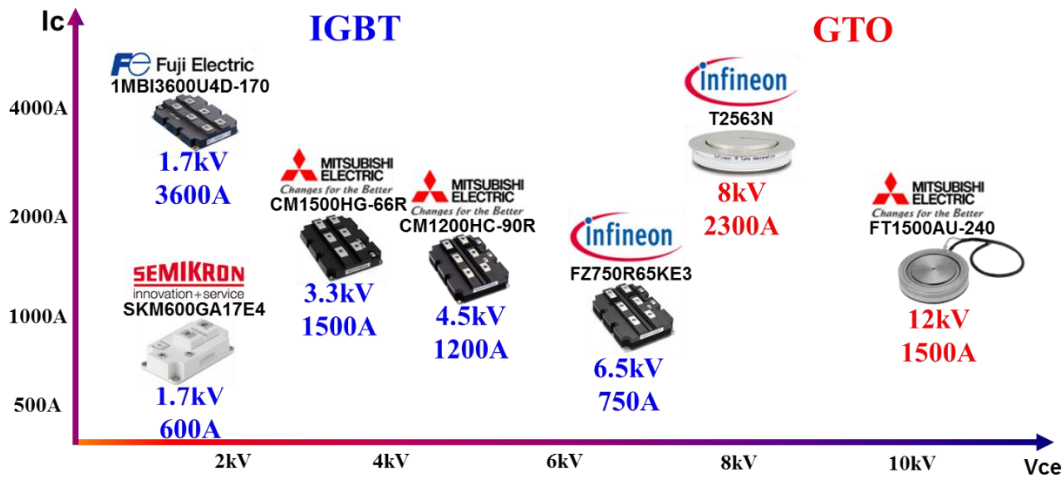 Ic
IGBT
GTO
Fe Fuji Electric
1MBI3600U4D-170
1.7kV
3600A
MITSUBISHI
ELECTRIC
Changes for the Better
CM1500HG-66R
3.3kV
1500A
MITSUBISHI
ELECTRIC
Changes for the Better
CM1200HC-90R
4.5kV
1200A
SEMIKRON
innovation+service
SKM600GA17E4
1.7kV
600A
infineon
FZ750R65KE3
6.5kV
750A
infineon
T2563N
8kV
2300A
MITSUBISHI
ELECTRIC
Changes for the Better
FT1500AU-240
12kV
1500A
4000A
2000A
1000A
500A
2kV
4kV
6kV
8kV
10kV
Vce